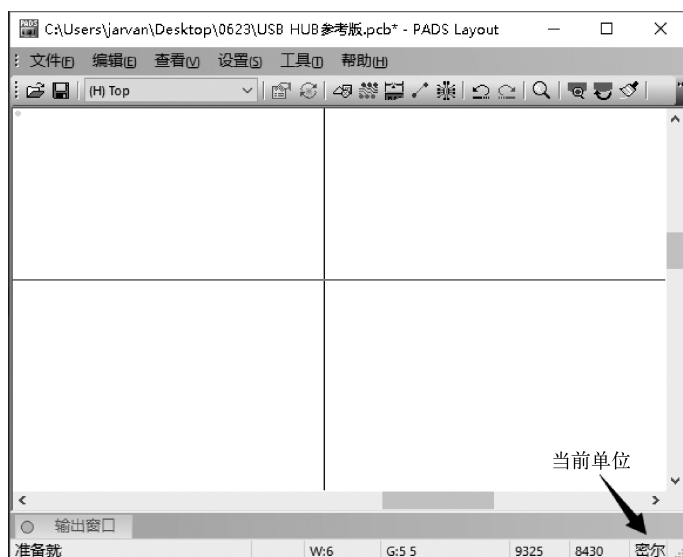 C:\Users\jarvan\Desktop\0623\USB HUB参考版.pcb* - PADS Layout
文件(F) 编辑(E) 查看(V) 设置(S) 工具(T) 帮助(H)
(H) Top
当前单位
输出窗口
准备就 W:6 G:5 5 9325 8430 密尔